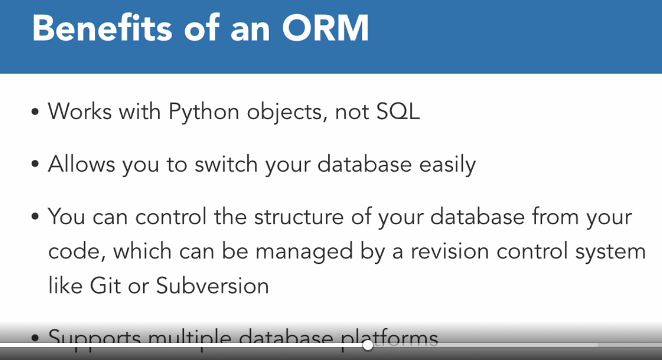 Benefits of an ORM
• Works with Python objects, not SQL
• Allows you to switch your database easily
• You can control the structure of your database from your
code, which can be managed by a revision control system
like Git or Subversion
• Supports multiple database platforms